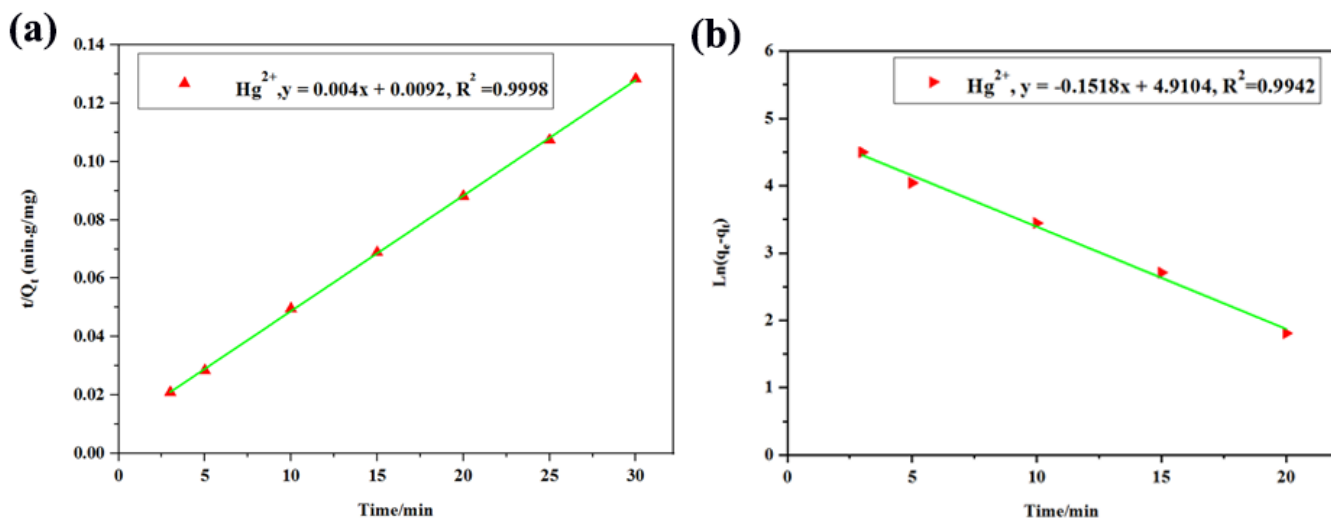 (a)
0.14
0.12
0.10
0.08
0.06
0.04
0.02
0.00
t/Qt (min.g/mg)
Hg2+,y = 0.004x + 0.0092, R2=0.9998
0 5 10 15 20 25 30
Time/min
(b)
6
5
4
3
2
1
0
Ln(qe-qt)
Hg2+, y = -0.1518x + 4.9104, R2=0.9942
0 5 10 15 20
Time/min